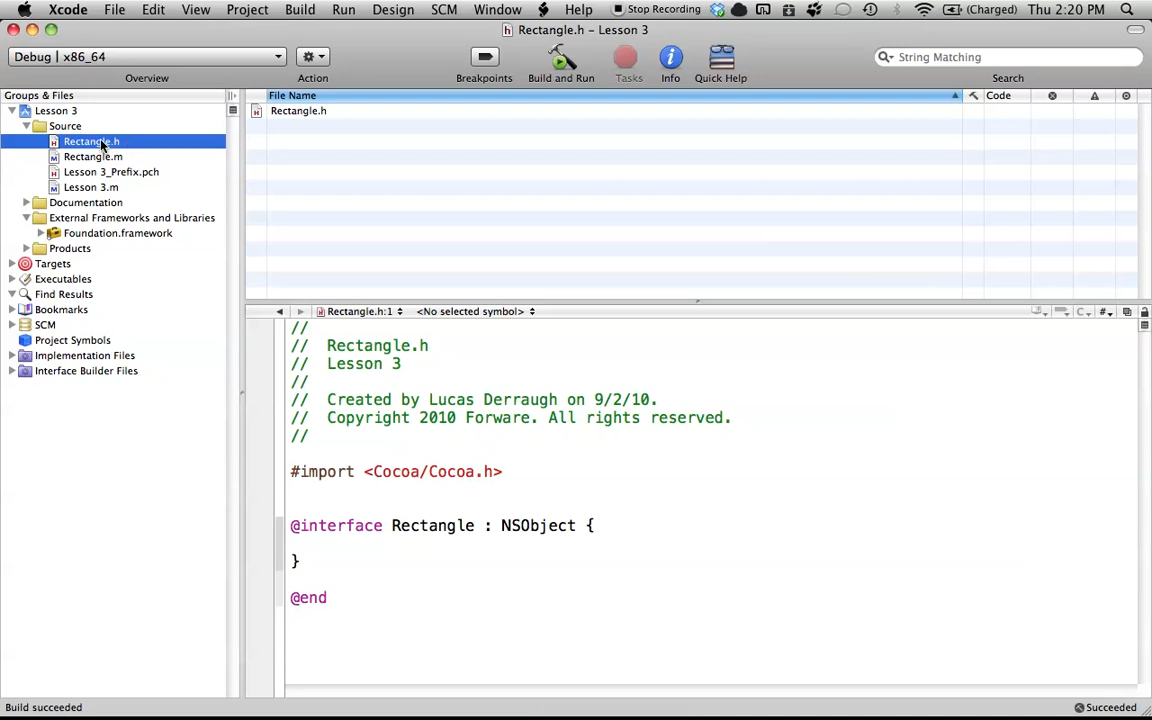 Xcode File Edit View Project Build Run Design SCM Window Help Stop Recording (Charged) Thu 2:20 PM
Rectangle.h – Lesson 3
Debug | x86_64
String Matching
Overview Action Breakpoints Build and Run Tasks Info Quick Help Search
Groups & Files
Lesson 3
Source
Rectangle.h
Rectangle.m
Lesson 3_Prefix.pch
Lesson 3.m
Documentation
External Frameworks and Libraries
Foundation.framework
Products
Targets
Executables
Find Results
Bookmarks
SCM
Project Symbols
Implementation Files
Interface Builder Files
File Name Code
Rectangle.h
Rectangle.h:1 <No selected symbol>
//
// Rectangle.h
// Lesson 3
//
// Created by Lucas Derraugh on 9/2/10.
// Copyright 2010 Forware. All rights reserved.
//
#import <Cocoa/Cocoa.h>
@interface Rectangle : NSObject {
}
@end
Build succeeded
Succeeded